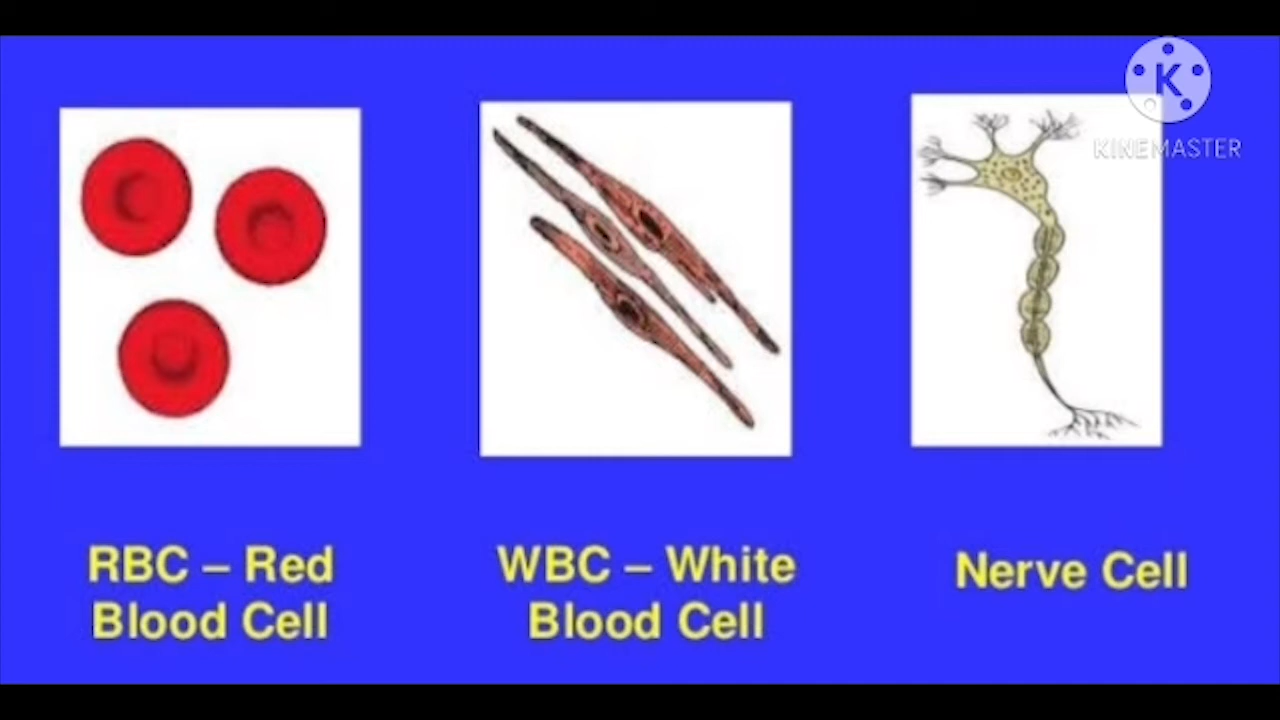 K
KINEMASTER
RBC – Red
Blood Cell
WBC – White
Blood Cell
Nerve Cell